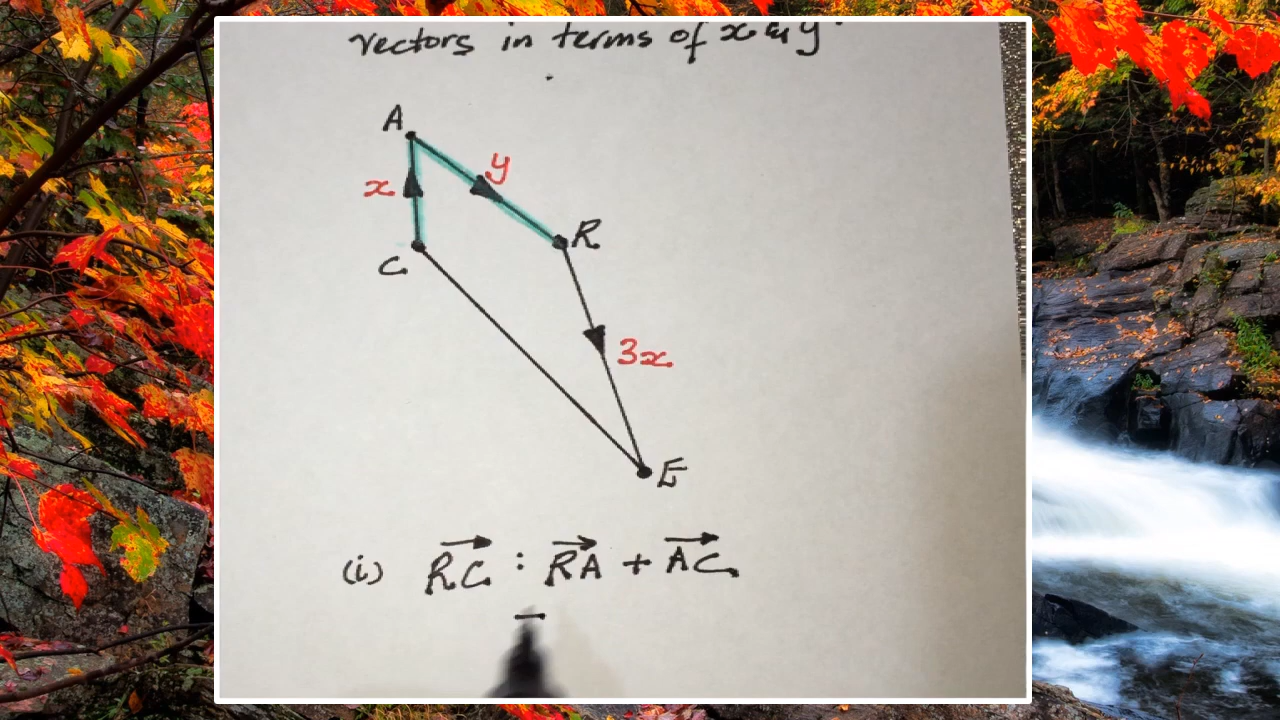 vectors in terms of x & y
A
y
x
R
C
3x
E
(i) RC : RA + AC